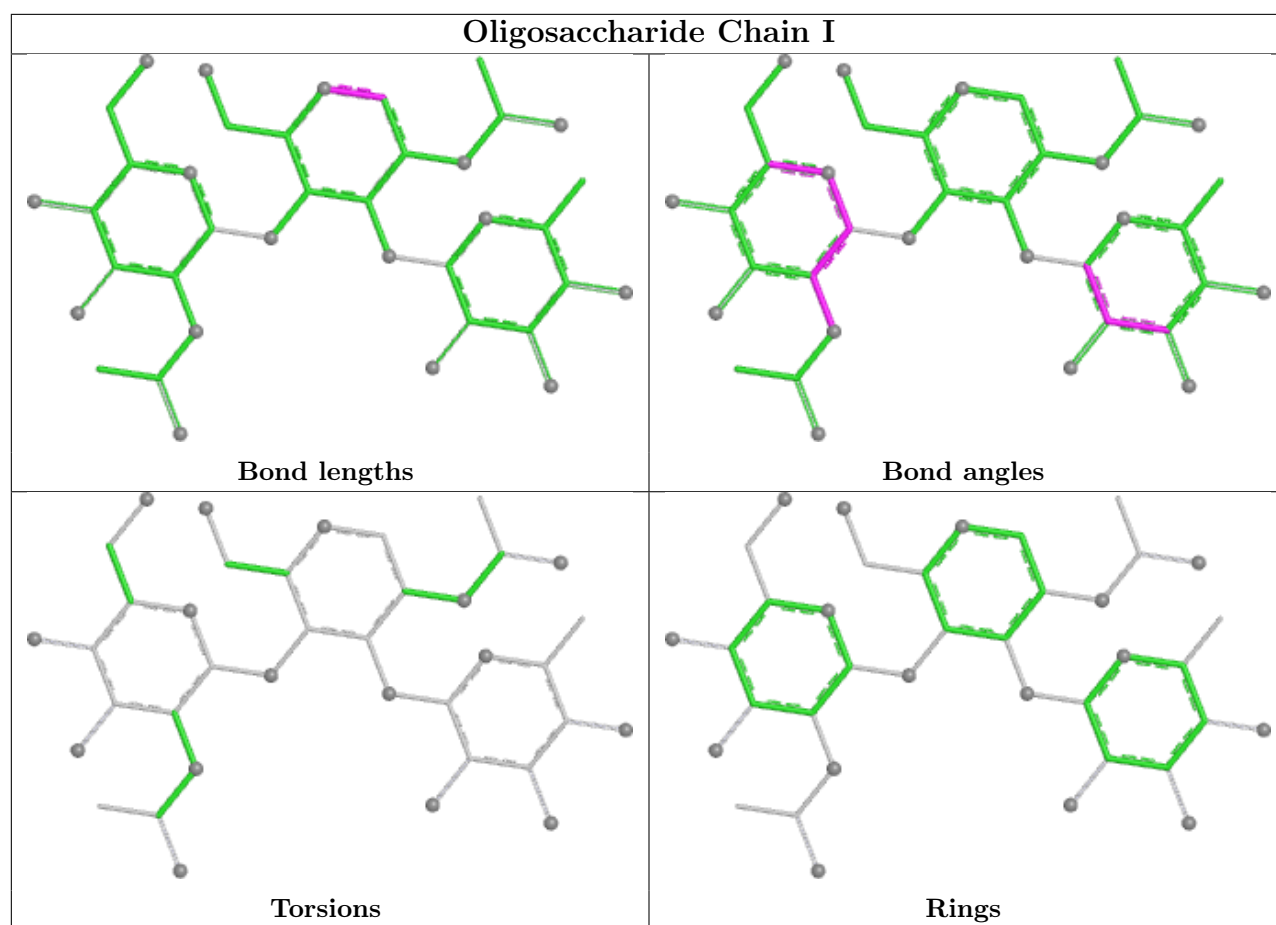 Oligosaccharide Chain I
Bond lengths
Bond angles
Torsions
Rings